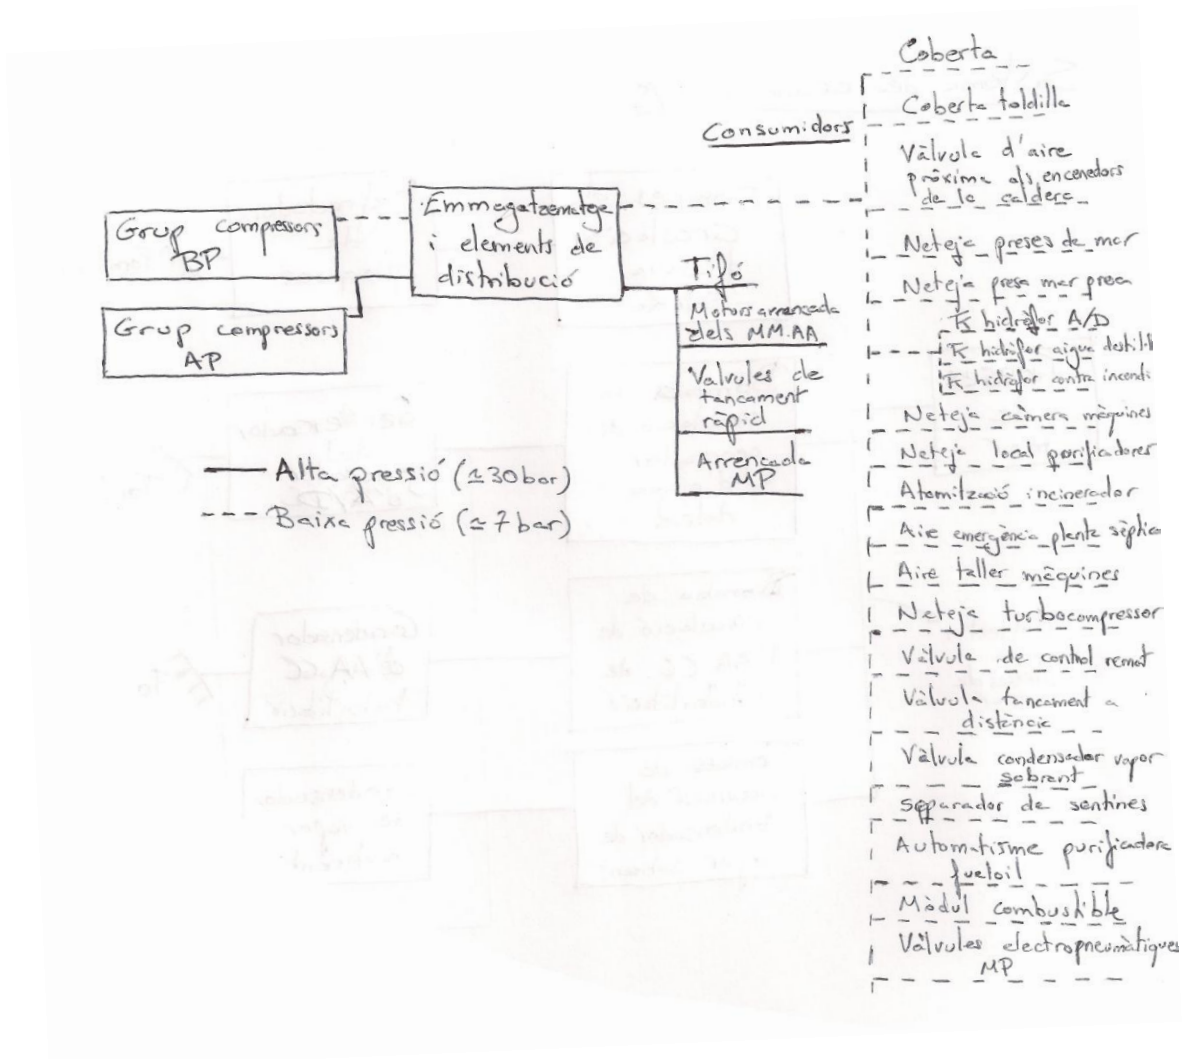 Coberta
Coberta toldilla
Consumidors
Vàlvula d'aire
pròxima als encenedors
de la caldera
Grup compressors
BP
Emmagatzematge
i elements de
distribució
Neteja preses de mar
Neteja presa mar proa
Grup compressors
AP
Tifó
Motors arrencada
dels MM.AA
Valvules de
tancament
ràpid
Arrencada
MP
Tk hidròfor A/D
Tk hidròfor aigua destil·l
Tk hidròfor contra incendi
Neteja càmera màquines
Neteja local purificadores
Atomització incinerador
Aire emergència planta sèptica
Aire taller màquines
Neteja turbocompressor
Vàlvula de control remot
Vàlvula tancament a
distància
Vàlvula condensador vapor
sobrant
Separador de sentines
Automatisme purificadora
fueloil
Mòdul combustible
Vàlvules electropneumàtiques
MP
Alta pressió (≃30 bar)
Baixa pressió (≃7 bar)